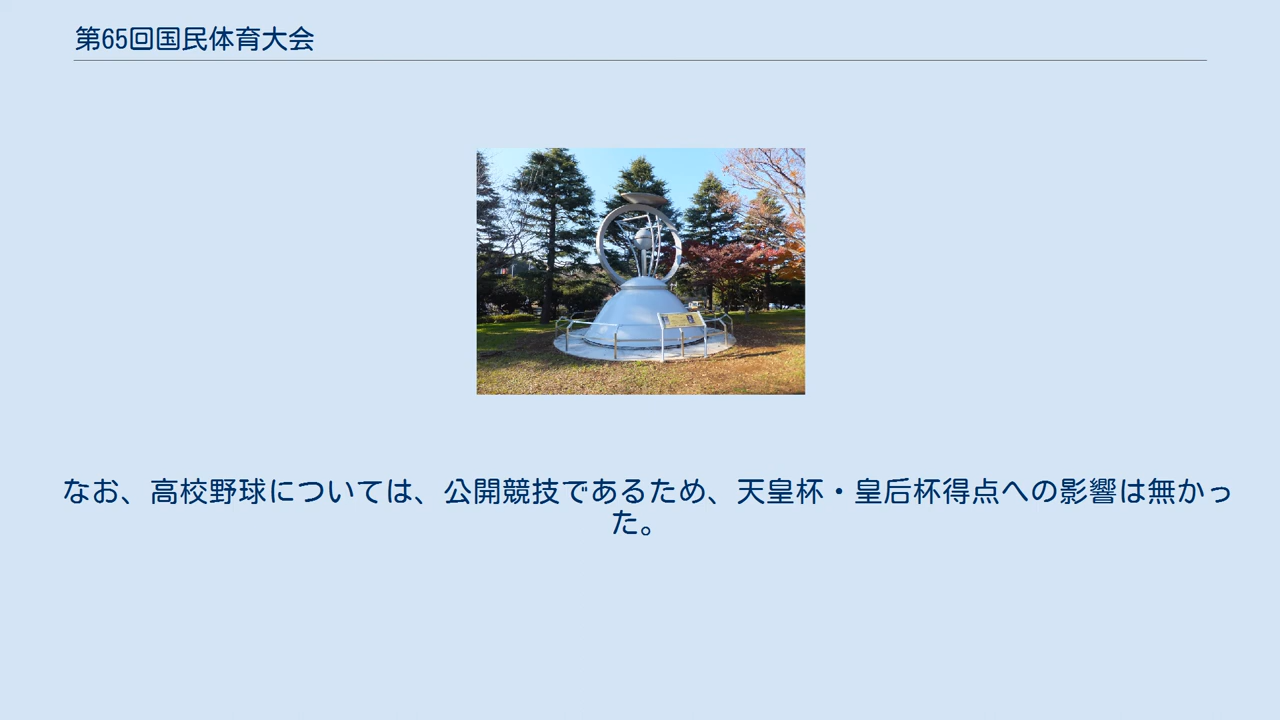 第65回国民体育大会
なお、高校野球については、公開競技であるため、天皇杯・皇后杯得点への影響は無かっ
た。